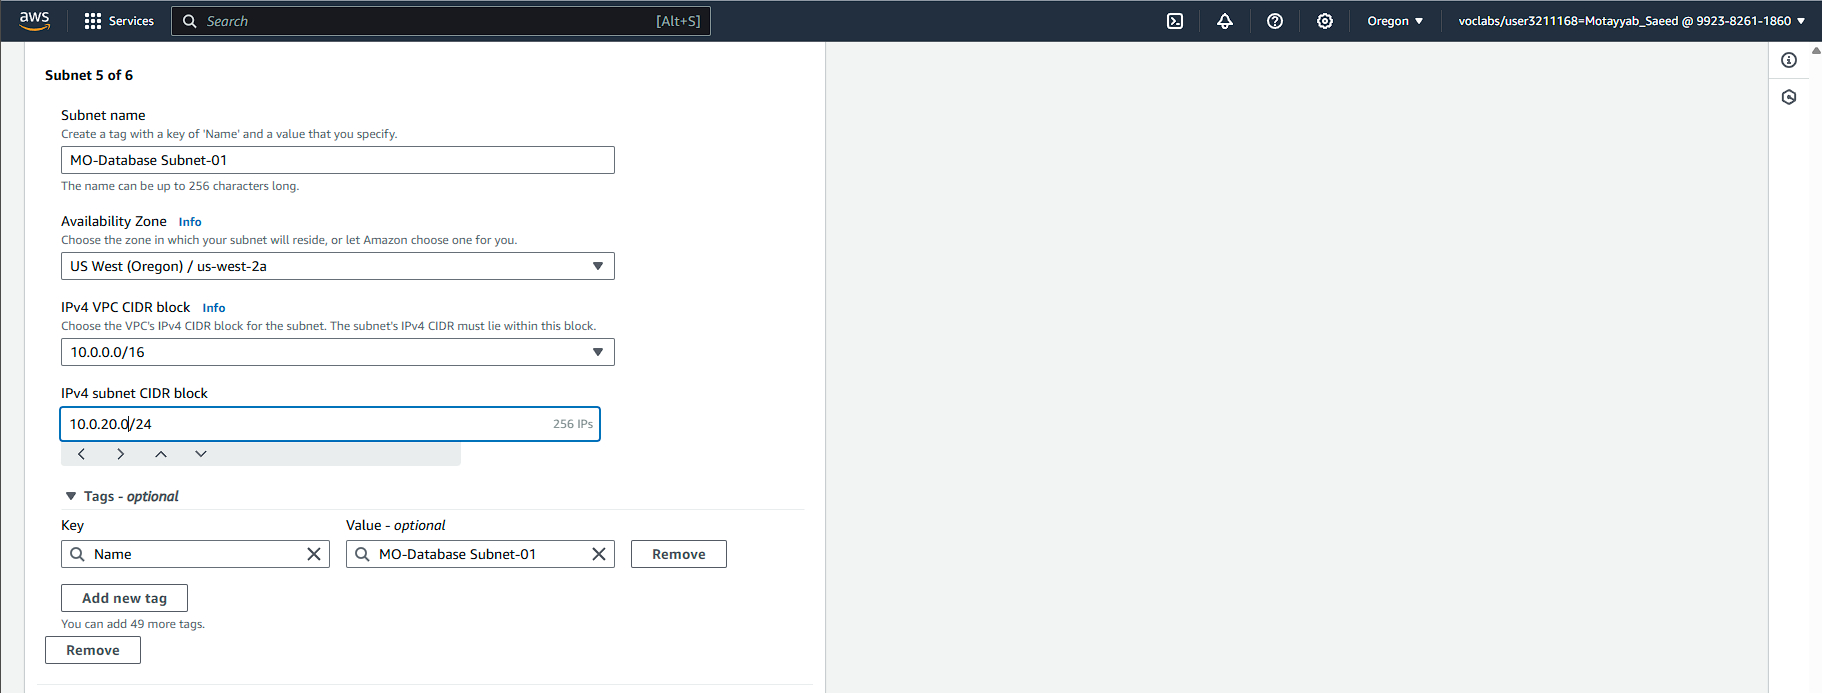 aws
Services
Search
[Alt+S]
Oregon
voclabs/user3211168=Motayyab_Saeed @ 9923-8261-1860
Subnet 5 of 6
Subnet name
Create a tag with a key of 'Name' and a value that you specify.
MO-Database Subnet-01
The name can be up to 256 characters long.
Availability Zone Info
Choose the zone in which your subnet will reside, or let Amazon choose one for you.
US West (Oregon) / us-west-2a
IPv4 VPC CIDR block Info
Choose the VPC's IPv4 CIDR block for the subnet. The subnet's IPv4 CIDR must lie within this block.
10.0.0.0/16
IPv4 subnet CIDR block
10.0.20.0/24 256 IPs
Tags - optional
Key Value - optional
Name MO-Database Subnet-01 Remove
Add new tag
You can add 49 more tags.
Remove